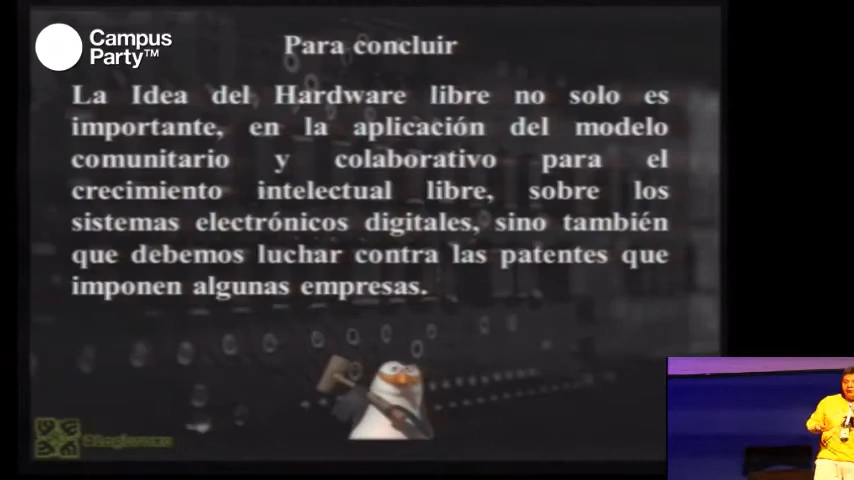 Campus
Party™
Para concluir
La Idea del Hardware libre no solo es
importante, en la aplicación del modelo
comunitario y colaborativo para el
crecimiento intelectual libre, sobre los
sistemas electrónicos digitales, sino también
que debemos luchar contra las patentes que
imponen algunas empresas.